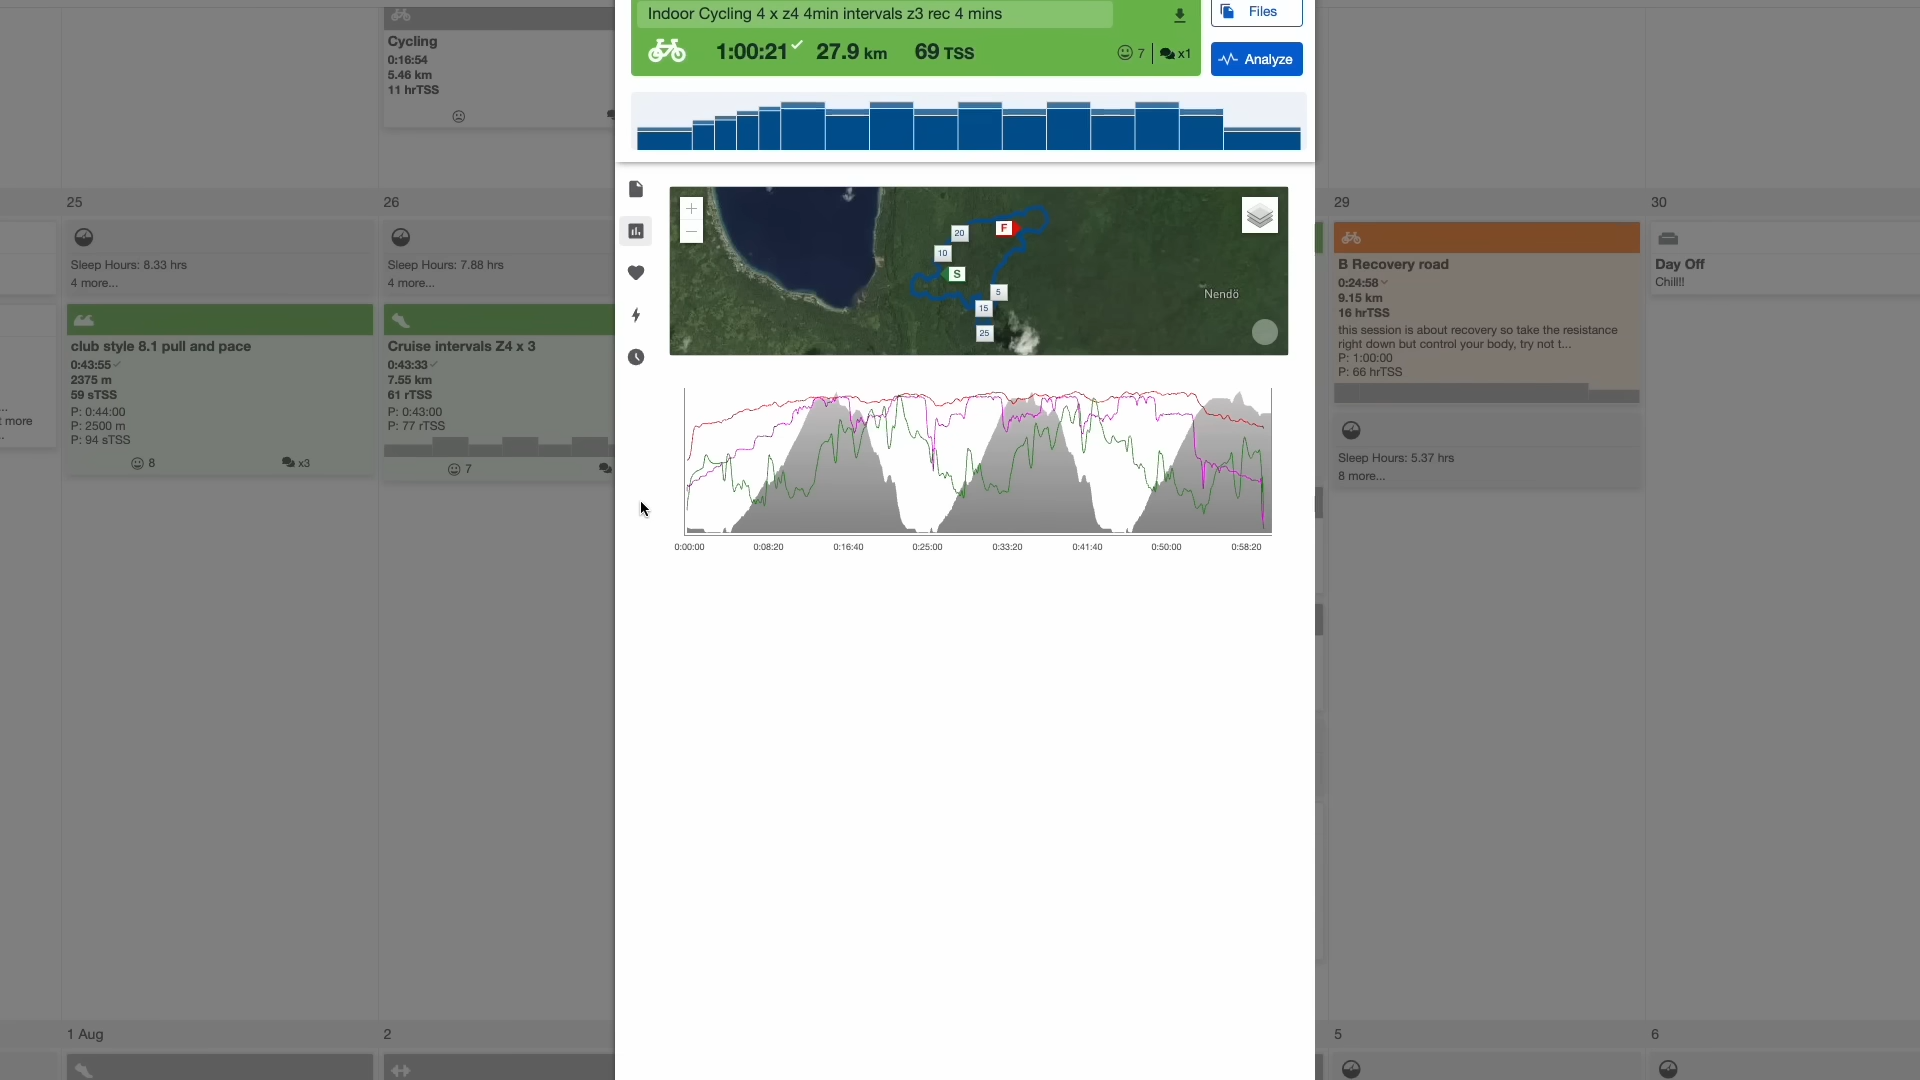 Cycling
0:16:54
5.46 km
11 hrTSS
25
Sleep Hours: 8.33 hrs
4 more...
club style 8.1 pull and pace
0:43:55
2375 m
59 sTSS
P: 0:44:00
P: 2500 m
P: 94 sTSS
8
x3
t more
26
Sleep Hours: 7.88 hrs
4 more...
Cruise intervals Z4 x 3
0:43:33
7.55 km
61 rTSS
P: 0:43:00
P: 77 rTSS
7
Indoor Cycling 4 x z4 4min intervals z3 rec 4 mins
Files
1:00:21 27.9 km 69 TSS
7 x1
Analyze
+
−
20
F
10
S
5
15
25
Nendö
0:00:00 0:08:20 0:16:40 0:25:00 0:33:20 0:41:40 0:50:00 0:58:20
29
B Recovery road
0:24:58
9.15 km
16 hrTSS
this session is about recovery so take the resistance
right down but control your body, try not t...
P: 1:00:00
P: 66 hrTSS
Sleep Hours: 5.37 hrs
8 more...
30
Day Off
Chill!!
1 Aug
2
5
6